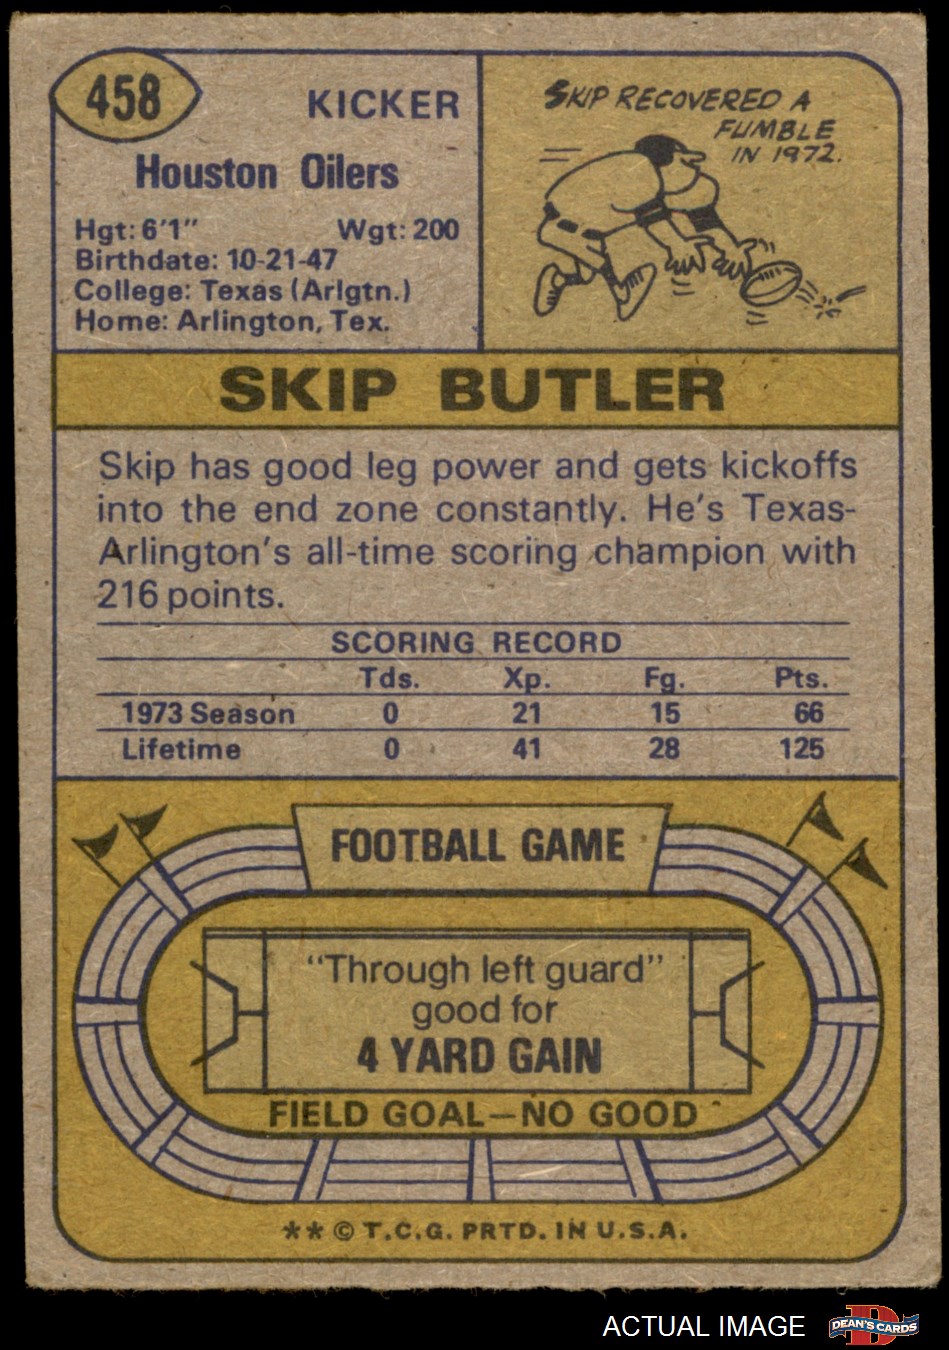 458
KICKER
Houston Oilers
Hgt: 6'1" Wgt: 200
Birthdate: 10-21-47
College: Texas (Arlgtn.)
Home: Arlington, Tex.
SKIP RECOVERED A
FUMBLE
IN 1972.
SKIP BUTLER
Skip has good leg power and gets kickoffs
into the end zone constantly. He's Texas-
Arlington's all-time scoring champion with
216 points.
SCORING RECORD
Tds. Xp. Fg. Pts.
1973 Season 0 21 15 66
Lifetime 0 41 28 125
FOOTBALL GAME
"Through left guard"
good for
4 YARD GAIN
FIELD GOAL—NO GOOD
** © T.C.G. PRTD. IN U.S.A.
ACTUAL IMAGE
D
DEAN'S CARDS